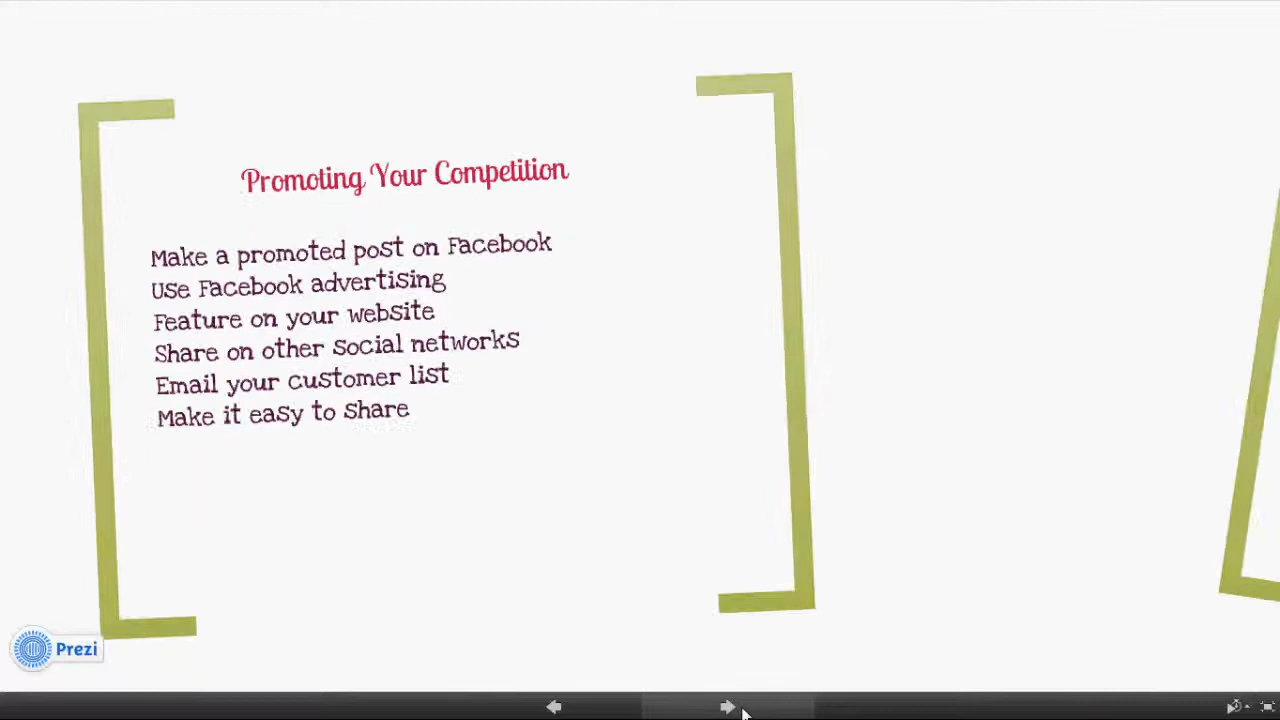 Promoting Your Competition
Make a promoted post on Facebook
Use Facebook advertising
Feature on your website
Share on other social networks
Email your customer list
Make it easy to share
Prezi